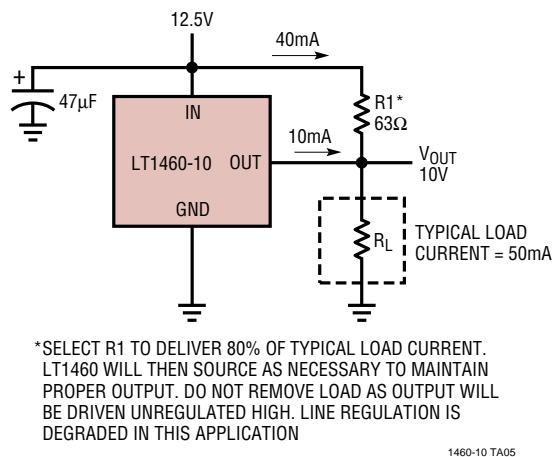 12.5V
40mA
+
47µF
R1*
63Ω
IN
10mA
LT1460-10 OUT
VOUT
10V
GND
RL
TYPICAL LOAD
CURRENT = 50mA
*SELECT R1 TO DELIVER 80% OF TYPICAL LOAD CURRENT.
LT1460 WILL THEN SOURCE AS NECESSARY TO MAINTAIN
PROPER OUTPUT. DO NOT REMOVE LOAD AS OUTPUT WILL
BE DRIVEN UNREGULATED HIGH. LINE REGULATION IS
DEGRADED IN THIS APPLICATION
1460-10 TA05